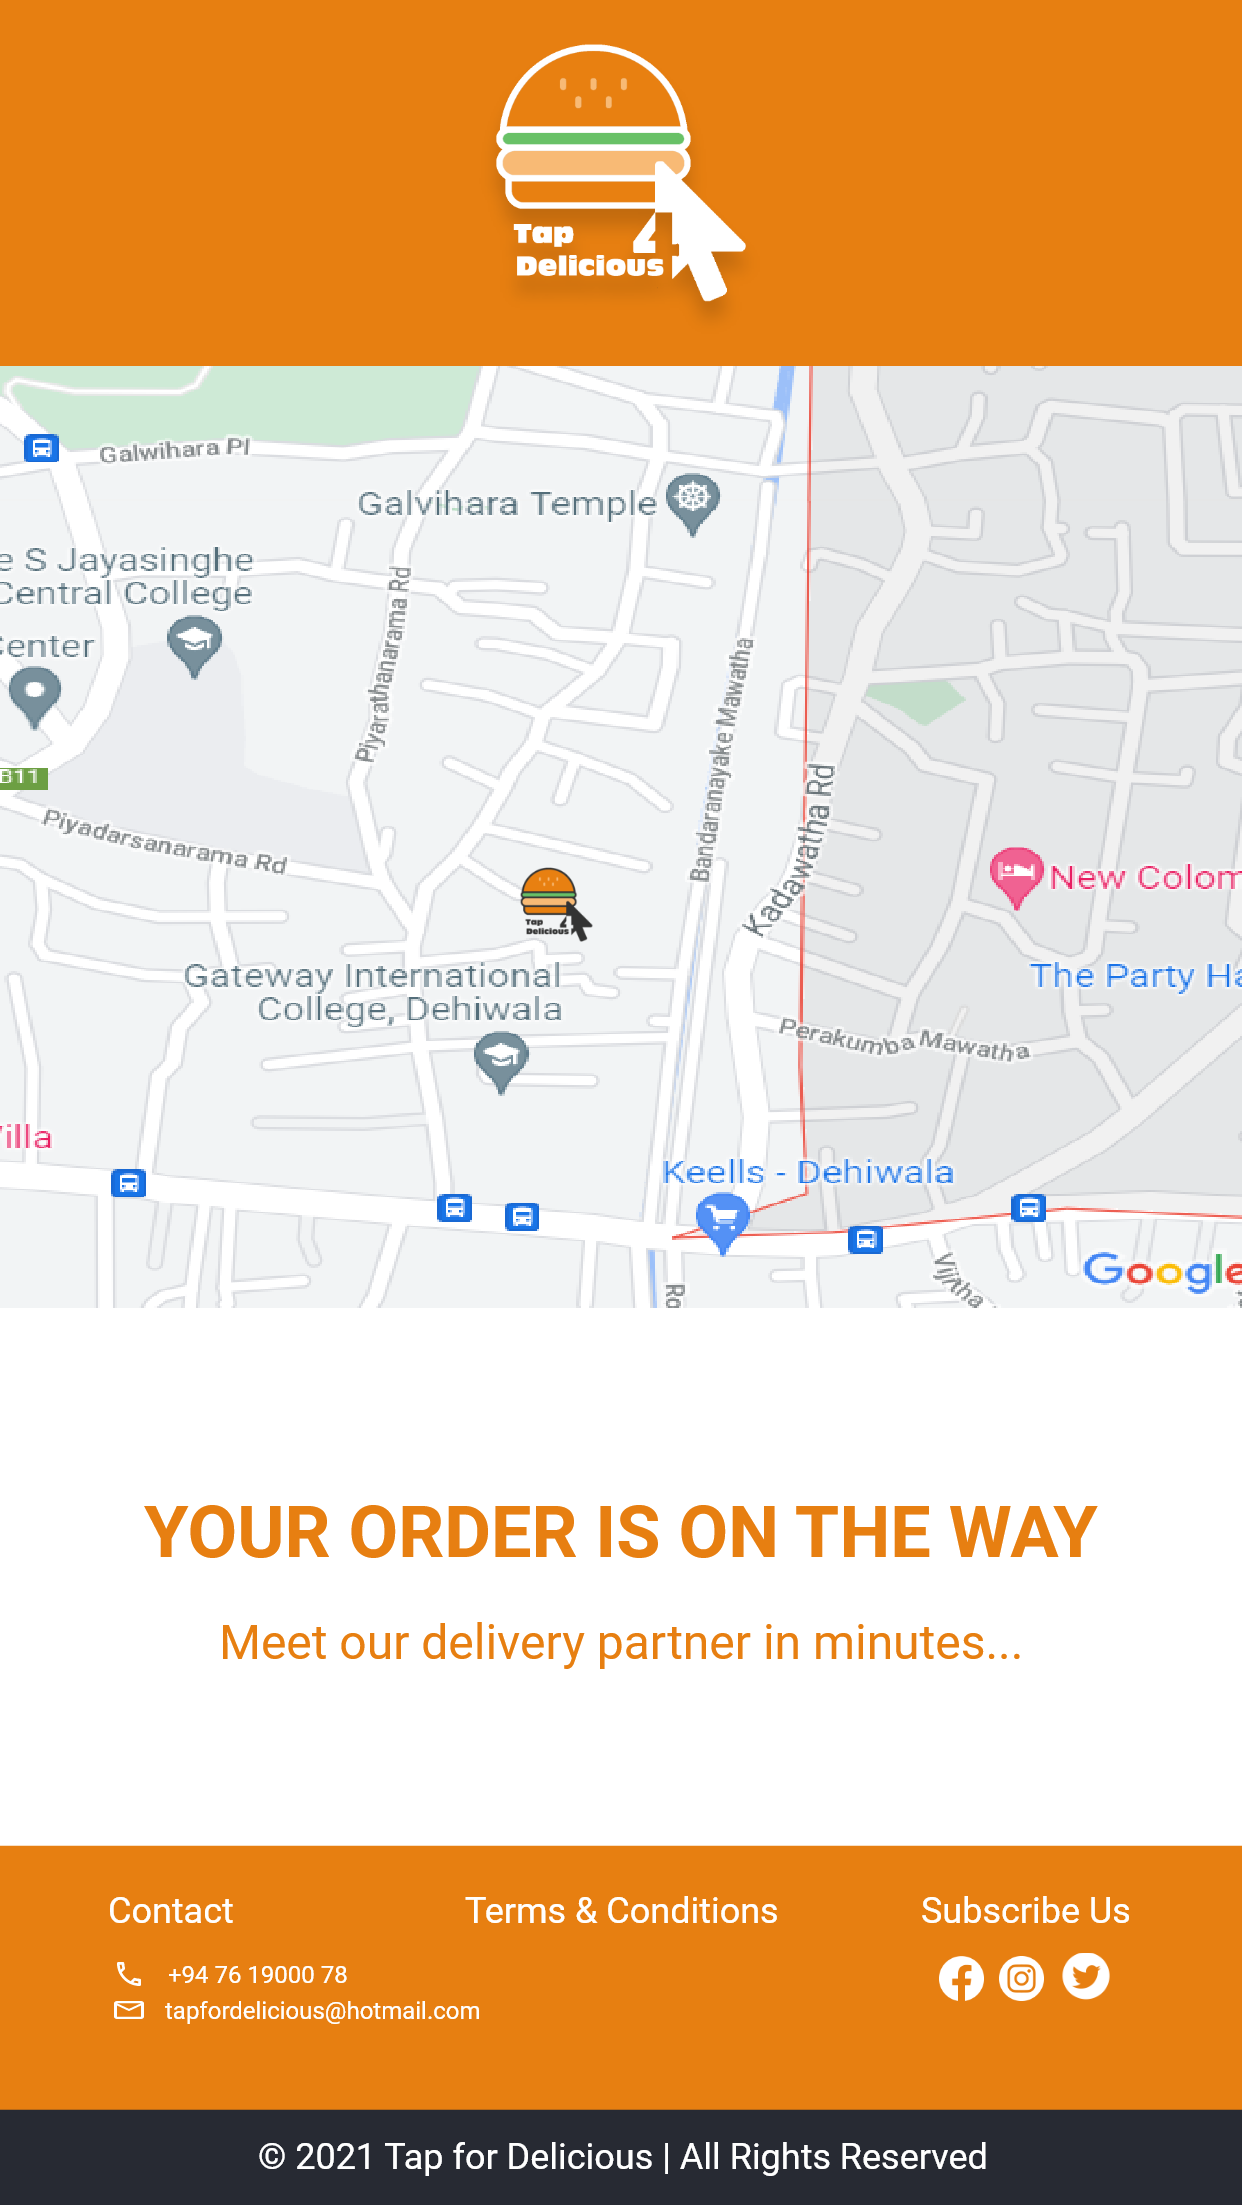 Tap 4
Delicious
Galwihara Pl
Galvihara Temple
e S Jayasinghe
Central College
Center
Piyarathanarama Rd
Bandaranayake Mawatha
B11
Kadawatha Rd
Piyadarsanarama Rd
New Colom
Tap 4
Delicious
Gateway International
College, Dehiwala
The Party Ha
Perakumba Mawatha
Villa
Keells - Dehiwala
Vijitha
Google
Ro
YOUR ORDER IS ON THE WAY
Meet our delivery partner in minutes...
Contact
Terms & Conditions
Subscribe Us
+94 76 19000 78
tapfordelicious@hotmail.com
© 2021 Tap for Delicious | All Rights Reserved